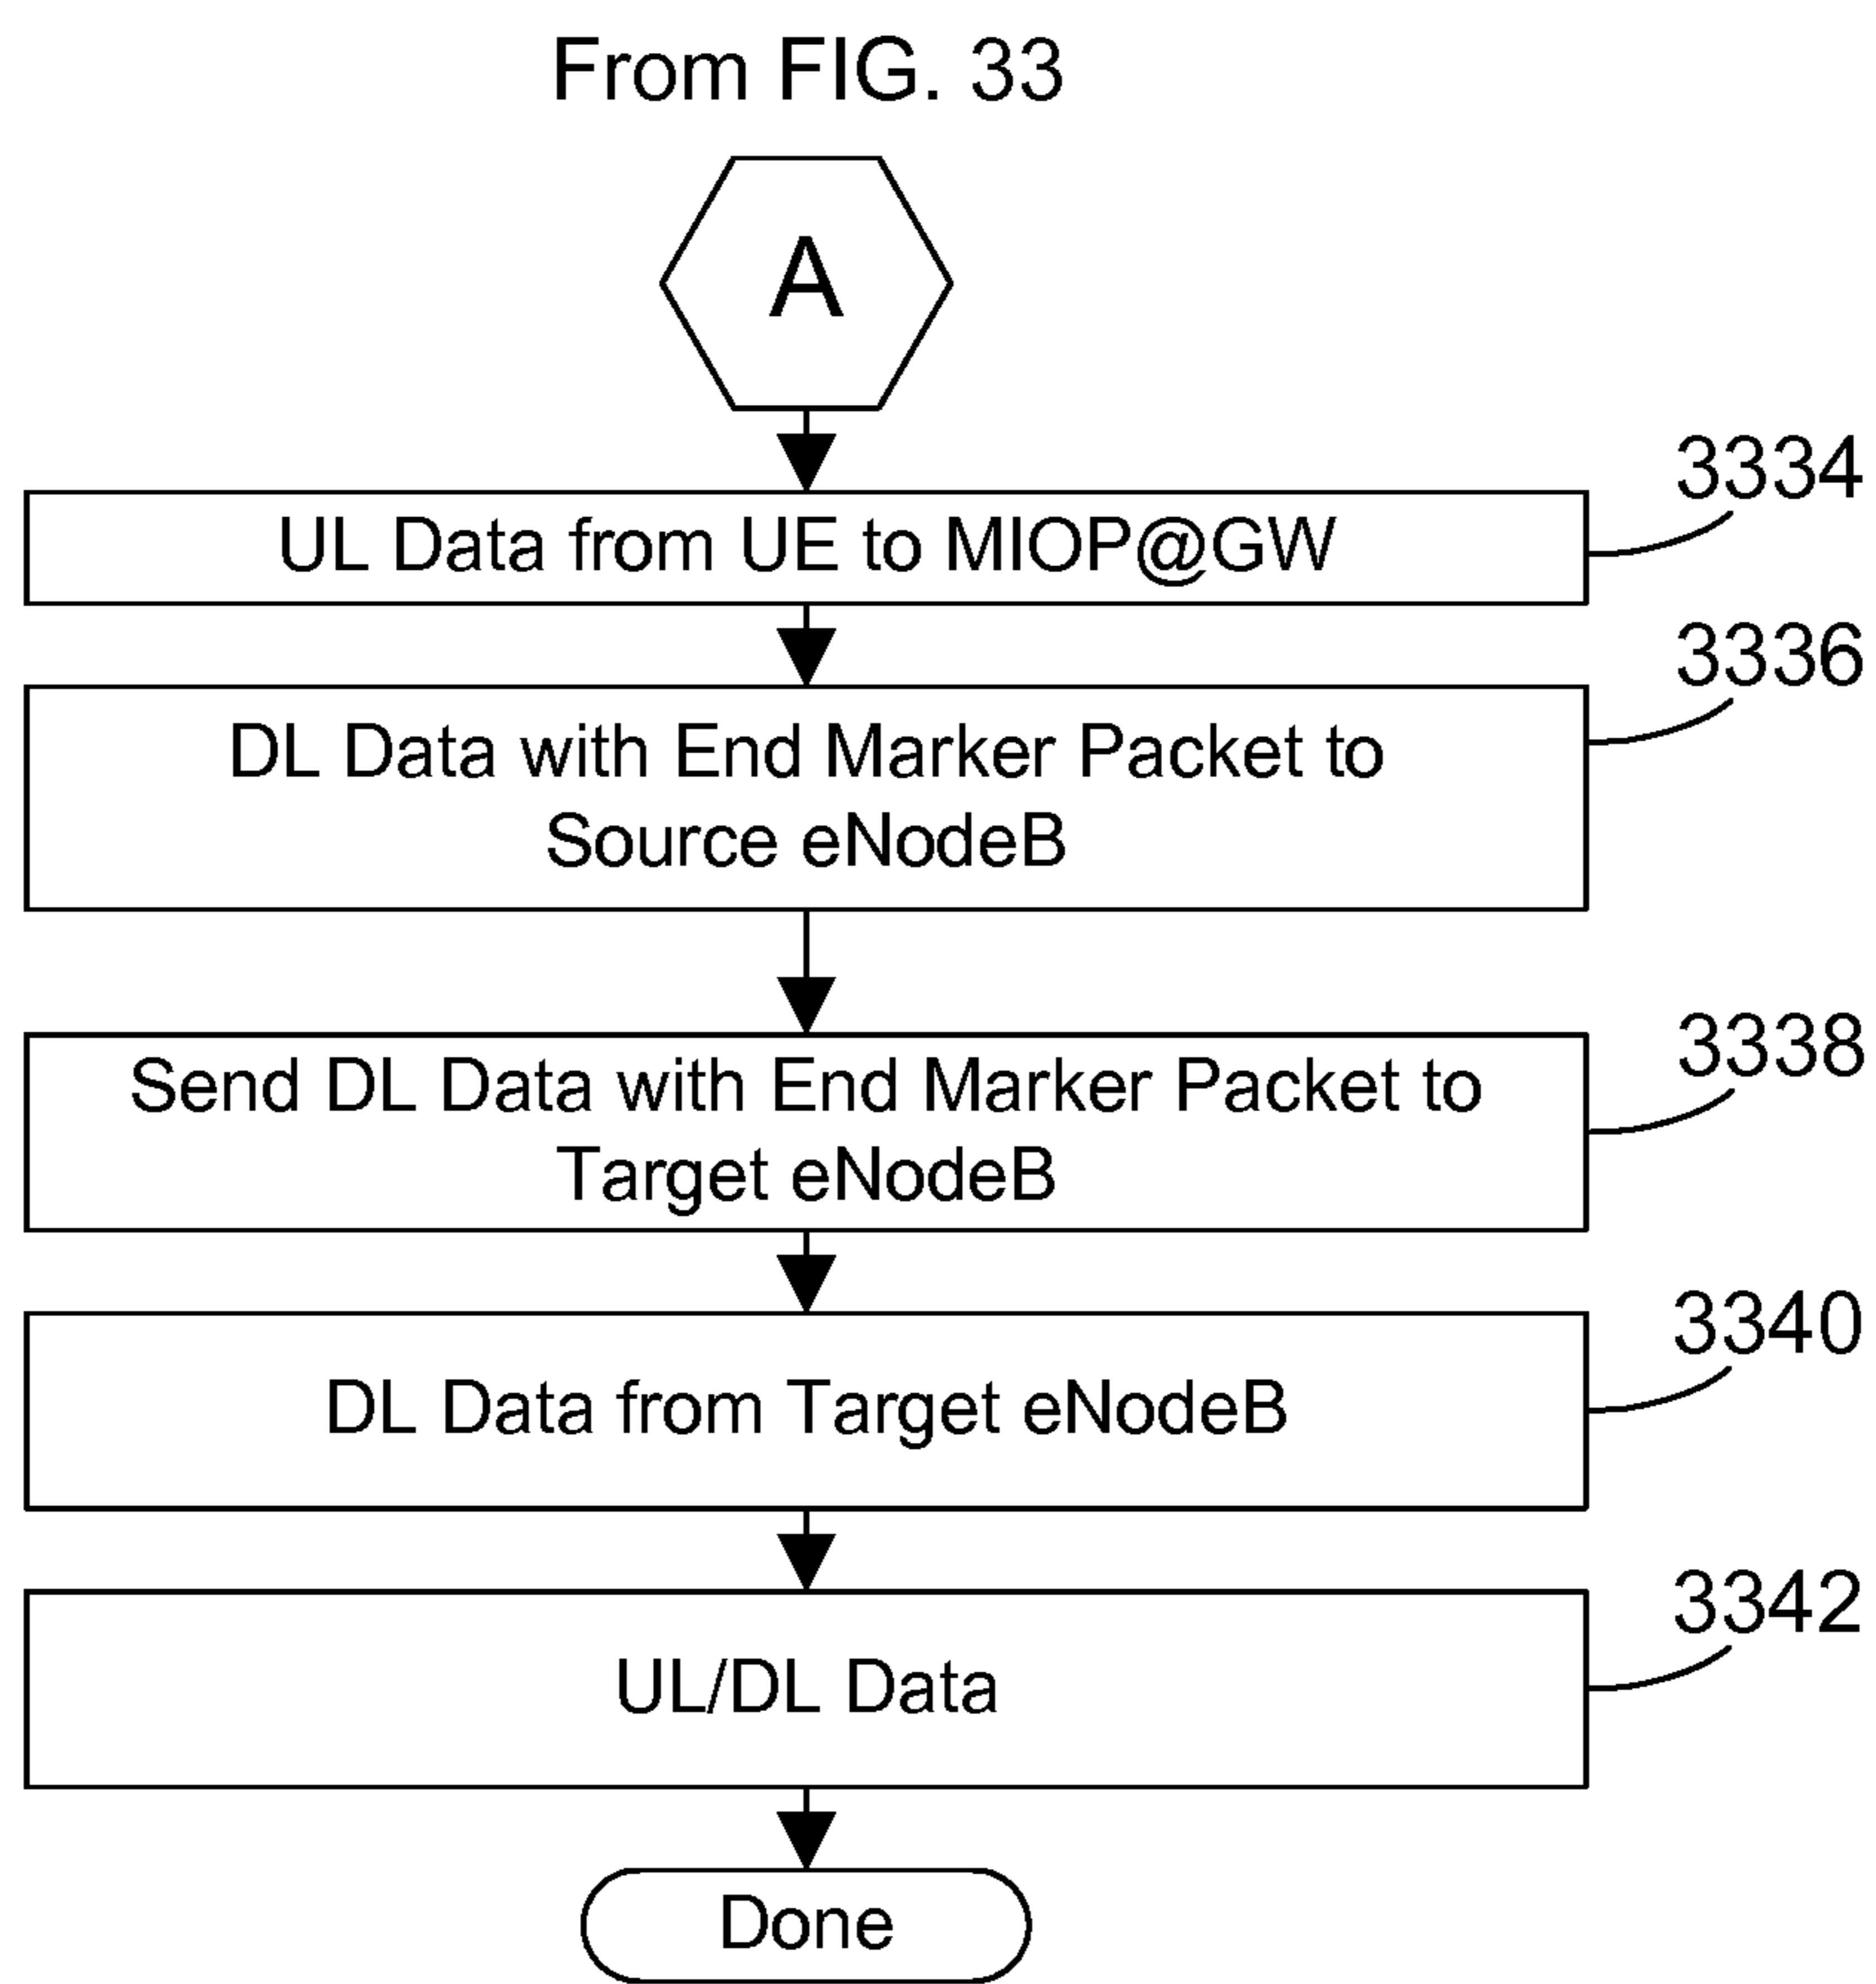 From FIG. 33
A
3334
UL Data from UE to MIOP@GW
3336
DL Data with End Marker Packet to
Source eNodeB
3338
Send DL Data with End Marker Packet to
Target eNodeB
3340
DL Data from Target eNodeB
3342
UL/DL Data
Done